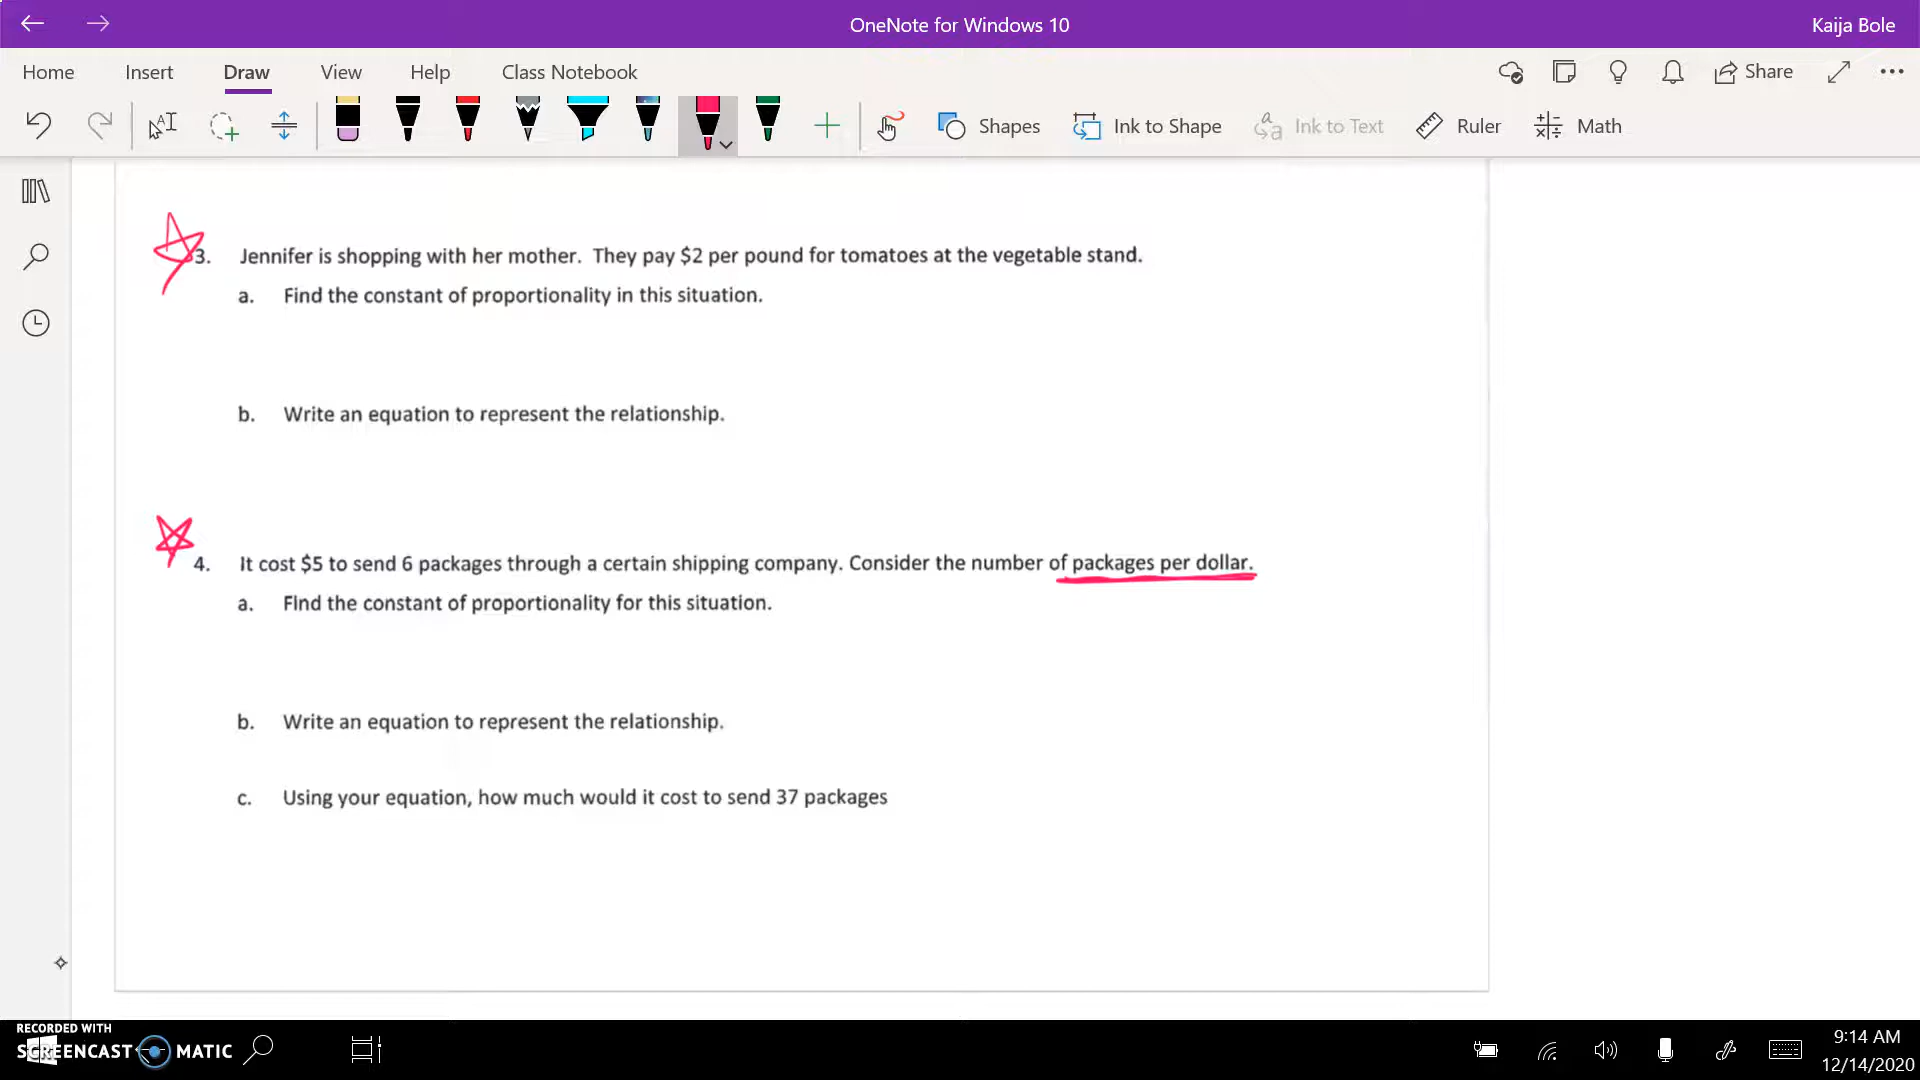 OneNote for Windows 10
Kaija Bole
Home Insert Draw View Help Class Notebook Share
Shapes Ink to Shape Ink to Text Ruler Math
3. Jennifer is shopping with her mother. They pay $2 per pound for tomatoes at the vegetable stand.
a. Find the constant of proportionality in this situation.
b. Write an equation to represent the relationship.
4. It cost $5 to send 6 packages through a certain shipping company. Consider the number of packages per dollar.
a. Find the constant of proportionality for this situation.
b. Write an equation to represent the relationship.
c. Using your equation, how much would it cost to send 37 packages
RECORDED WITH
SCREENCAST MATIC
9:14 AM
12/14/2020